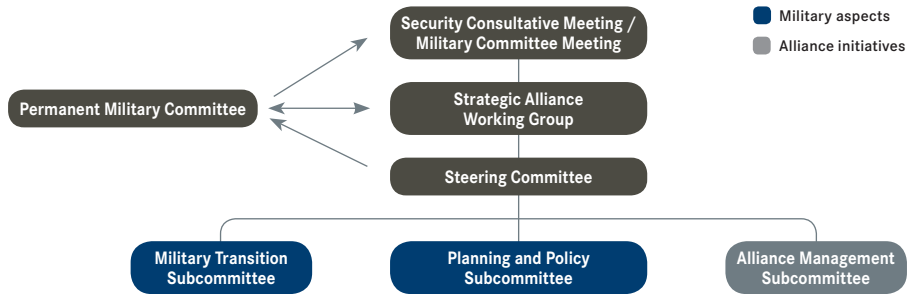 Security Consultative Meeting /
Military Committee Meeting
Military aspects
Alliance initiatives
Permanent Military Committee
Strategic Alliance
Working Group
Steering Committee
Military Transition
Subcommittee
Planning and Policy
Subcommittee
Alliance Management
Subcommittee